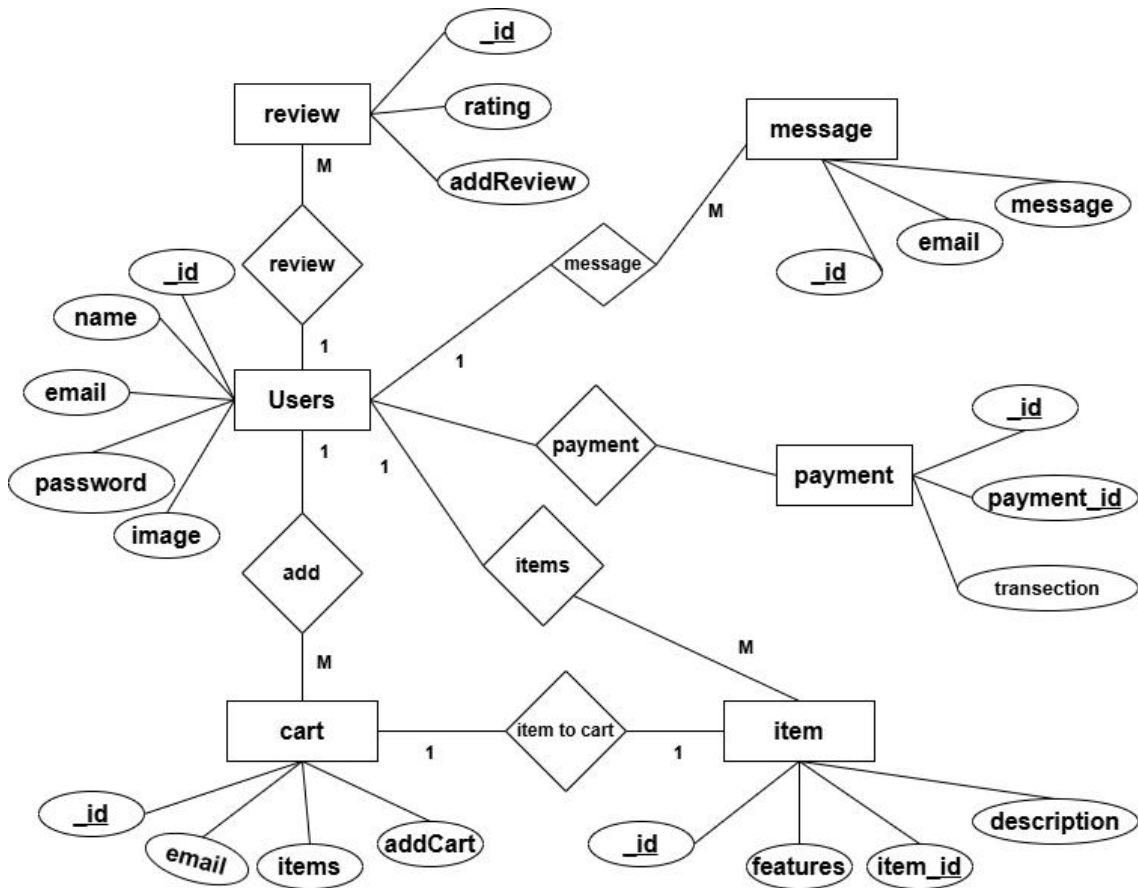 _id
review
rating
message
M
addReview
message
M
email
review
message
_id
_id
name
1
1
email
Users
_id
payment
payment
1
1
payment_id
password
image
items
add
transection
M
M
cart
item to cart
item
1
1
_id
addCart
description
email
items
_id
features
item_id